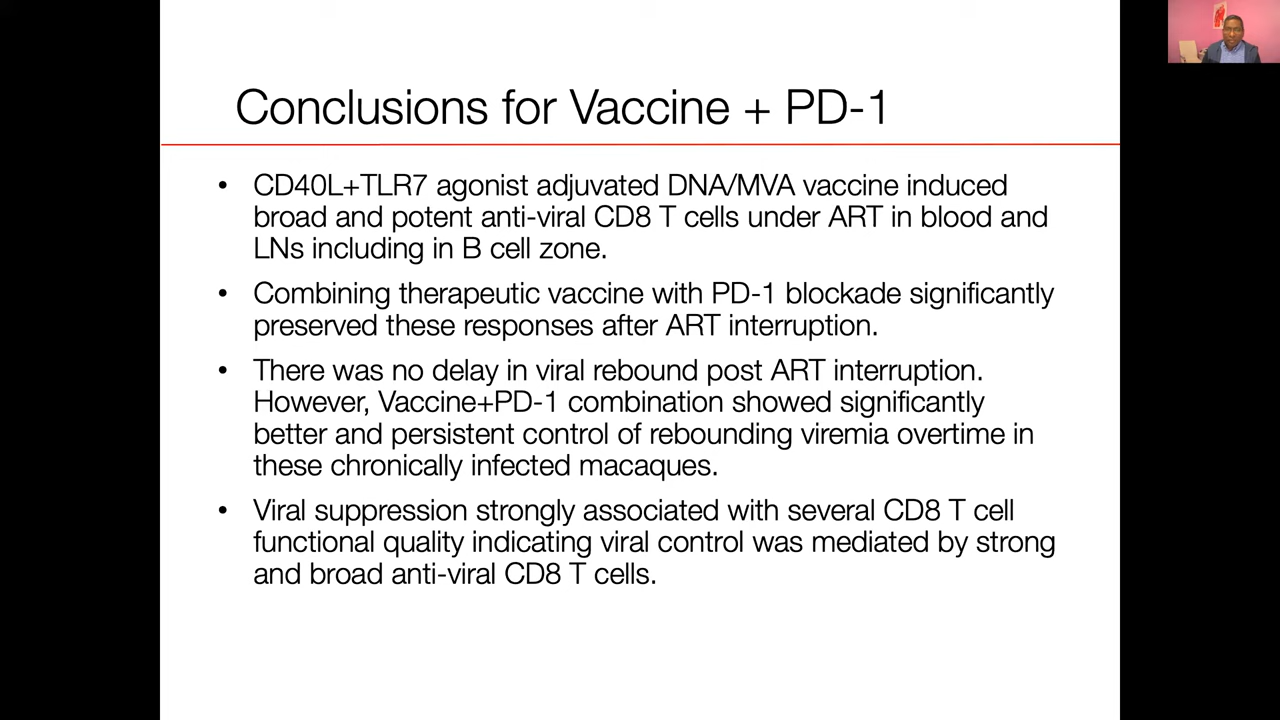 Conclusions for Vaccine + PD-1
• CD40L+TLR7 agonist adjuvated DNA/MVA vaccine induced
broad and potent anti-viral CD8 T cells under ART in blood and
LNs including in B cell zone.
• Combining therapeutic vaccine with PD-1 blockade significantly
preserved these responses after ART interruption.
• There was no delay in viral rebound post ART interruption.
However, Vaccine+PD-1 combination showed significantly
better and persistent control of rebounding viremia overtime in
these chronically infected macaques.
• Viral suppression strongly associated with several CD8 T cell
functional quality indicating viral control was mediated by strong
and broad anti-viral CD8 T cells.